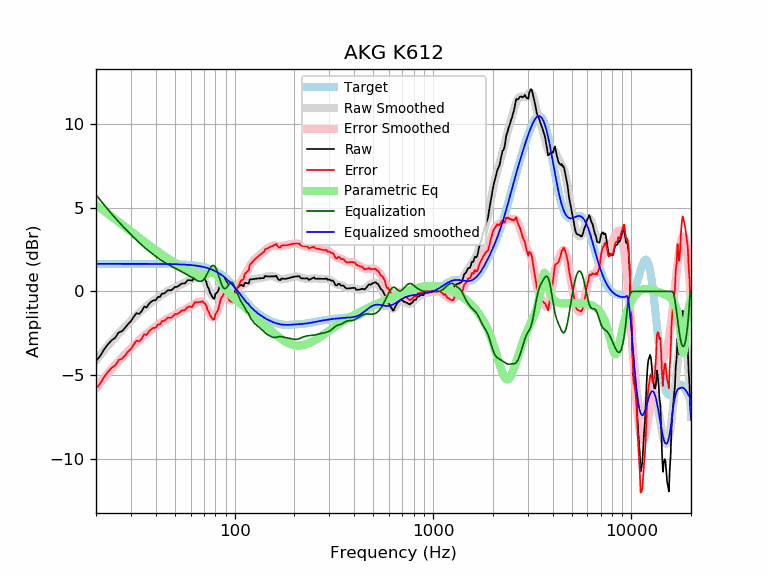 AKG K612
Target
Raw Smoothed
Error Smoothed
Raw
Error
Parametric Eq
Equalization
Equalized smoothed
10
5
0
−5
−10
Amplitude (dBr)
100
1000
10000
Frequency (Hz)